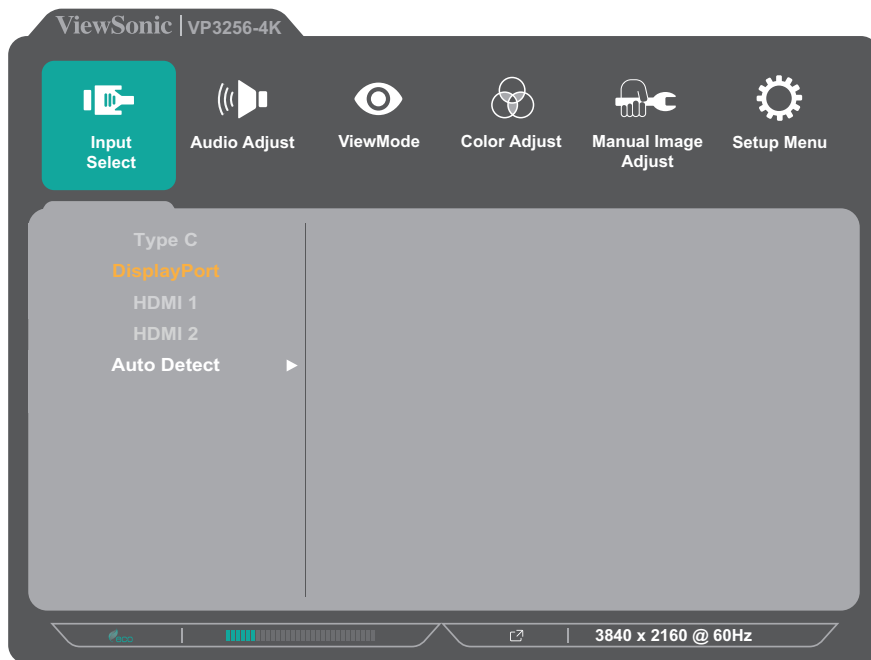 ViewSonic | VP3256-4K
Input
Select
Audio Adjust
ViewMode
Color Adjust
Manual Image
Adjust
Setup Menu
Type C
DisplayPort
HDMI 1
HDMI 2
Auto Detect
eco
3840 x 2160 @ 60Hz